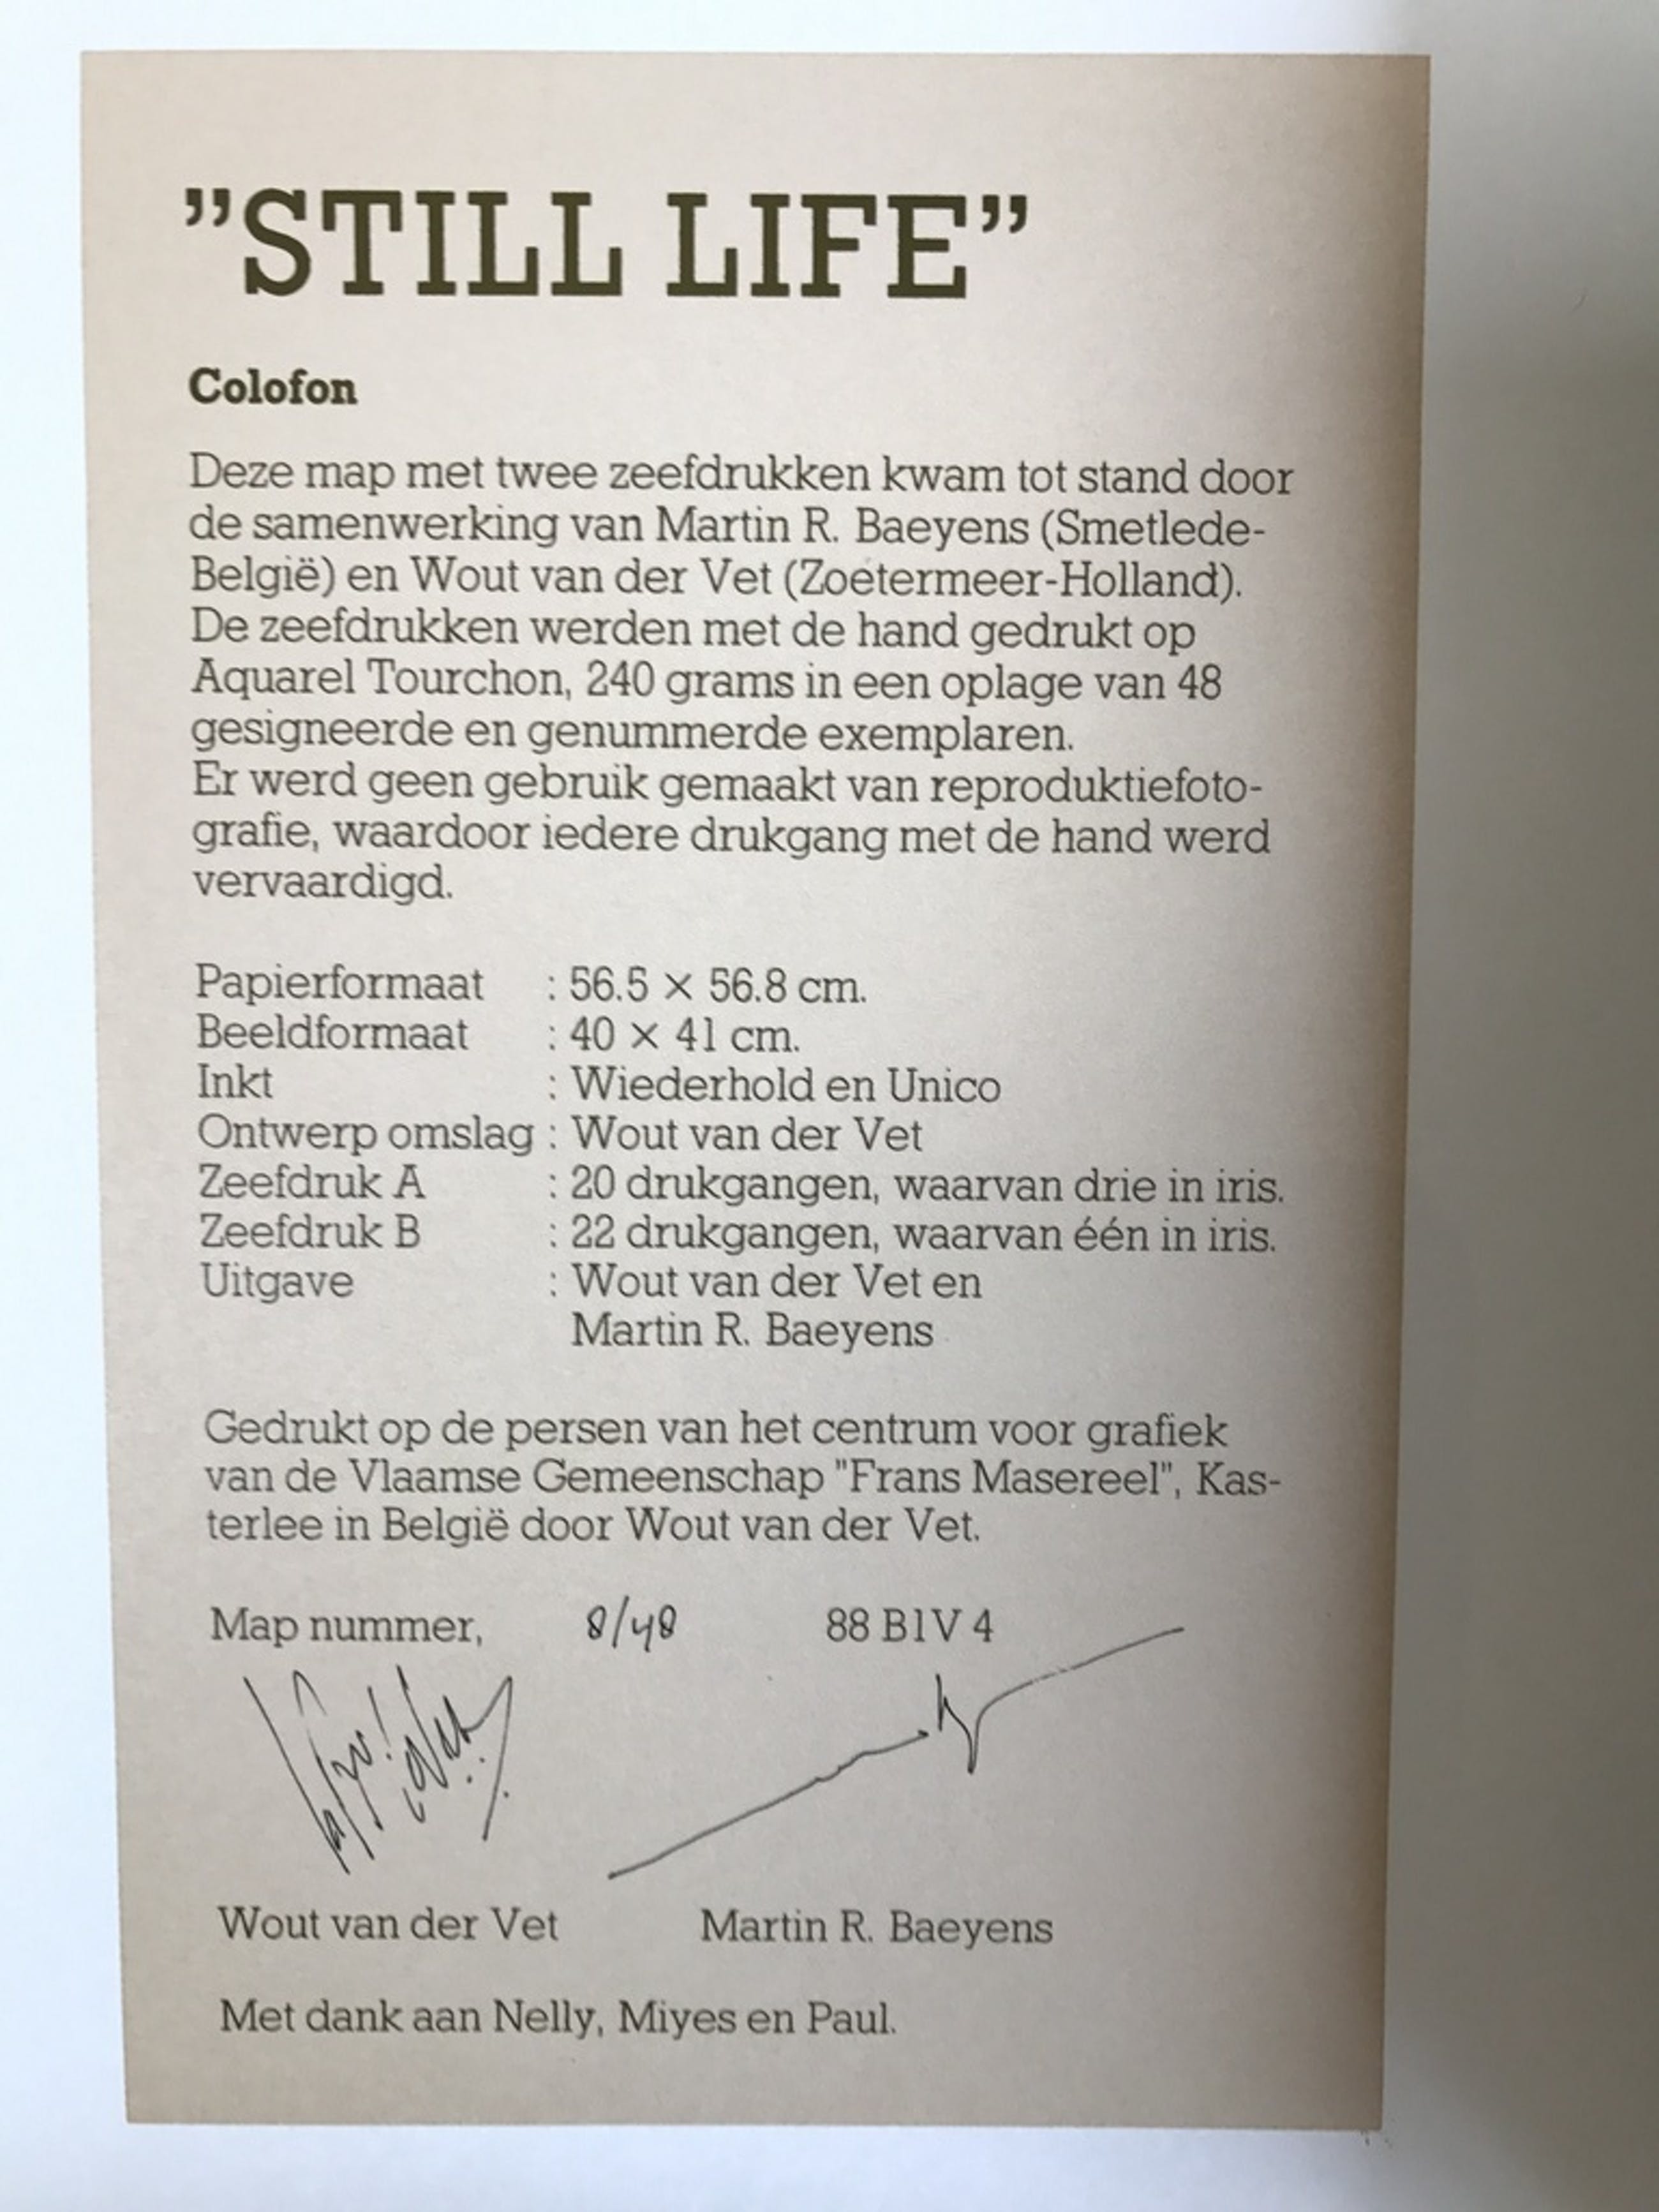 ”STILL LIFE”
Colofon
Deze map met twee zeefdrukken kwam tot stand door
de samenwerking van Martin R. Baeyens (Smetlede-
België) en Wout van der Vet (Zoetermeer-Holland).
De zeefdrukken werden met de hand gedrukt op
Aquarel Tourchon, 240 grams in een oplage van 48
gesigneerde en genummerde exemplaren.
Er werd geen gebruik gemaakt van reproduktiefoto-
grafie, waardoor iedere drukgang met de hand werd
vervaardigd.
Papierformaat : 56.5 × 56.8 cm.
Beeldformaat : 40 × 41 cm.
Inkt : Wiederhold en Unico
Ontwerp omslag : Wout van der Vet
Zeefdruk A : 20 drukgangen, waarvan drie in iris.
Zeefdruk B : 22 drukgangen, waarvan één in iris.
Uitgave : Wout van der Vet en
Martin R. Baeyens
Gedrukt op de persen van het centrum voor grafiek
van de Vlaamse Gemeenschap "Frans Masereel", Kas-
terlee in België door Wout van der Vet.
Map nummer, 8/48 88 B1V 4
Wout van der Vet Martin R. Baeyens
Met dank aan Nelly, Miyes en Paul.